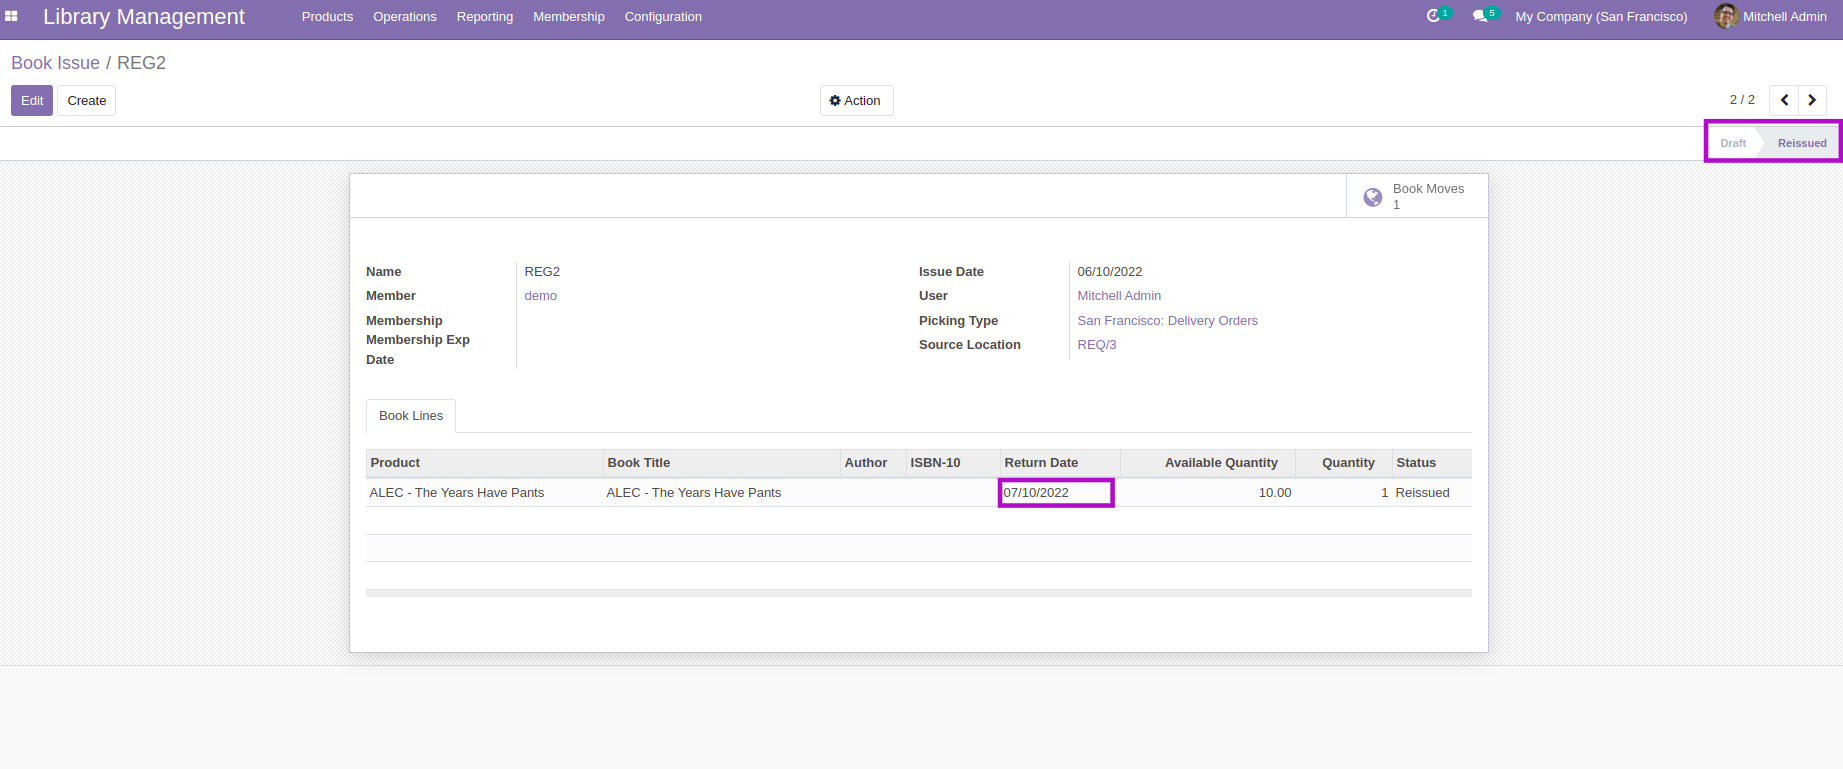 Library Management Products Operations Reporting Membership Configuration 1 5 My Company (San Francisco) Mitchell Admin
Book Issue / REG2
Edit Create Action 2 / 2
Draft Reissued
Book Moves
1
Name REG2 Issue Date 06/10/2022
Member demo User Mitchell Admin
Membership Picking Type San Francisco: Delivery Orders
Membership Exp Source Location REQ/3
Date
Book Lines
Product Book Title Author ISBN-10 Return Date Available Quantity Quantity Status
ALEC - The Years Have Pants ALEC - The Years Have Pants 07/10/2022 10.00 1 Reissued